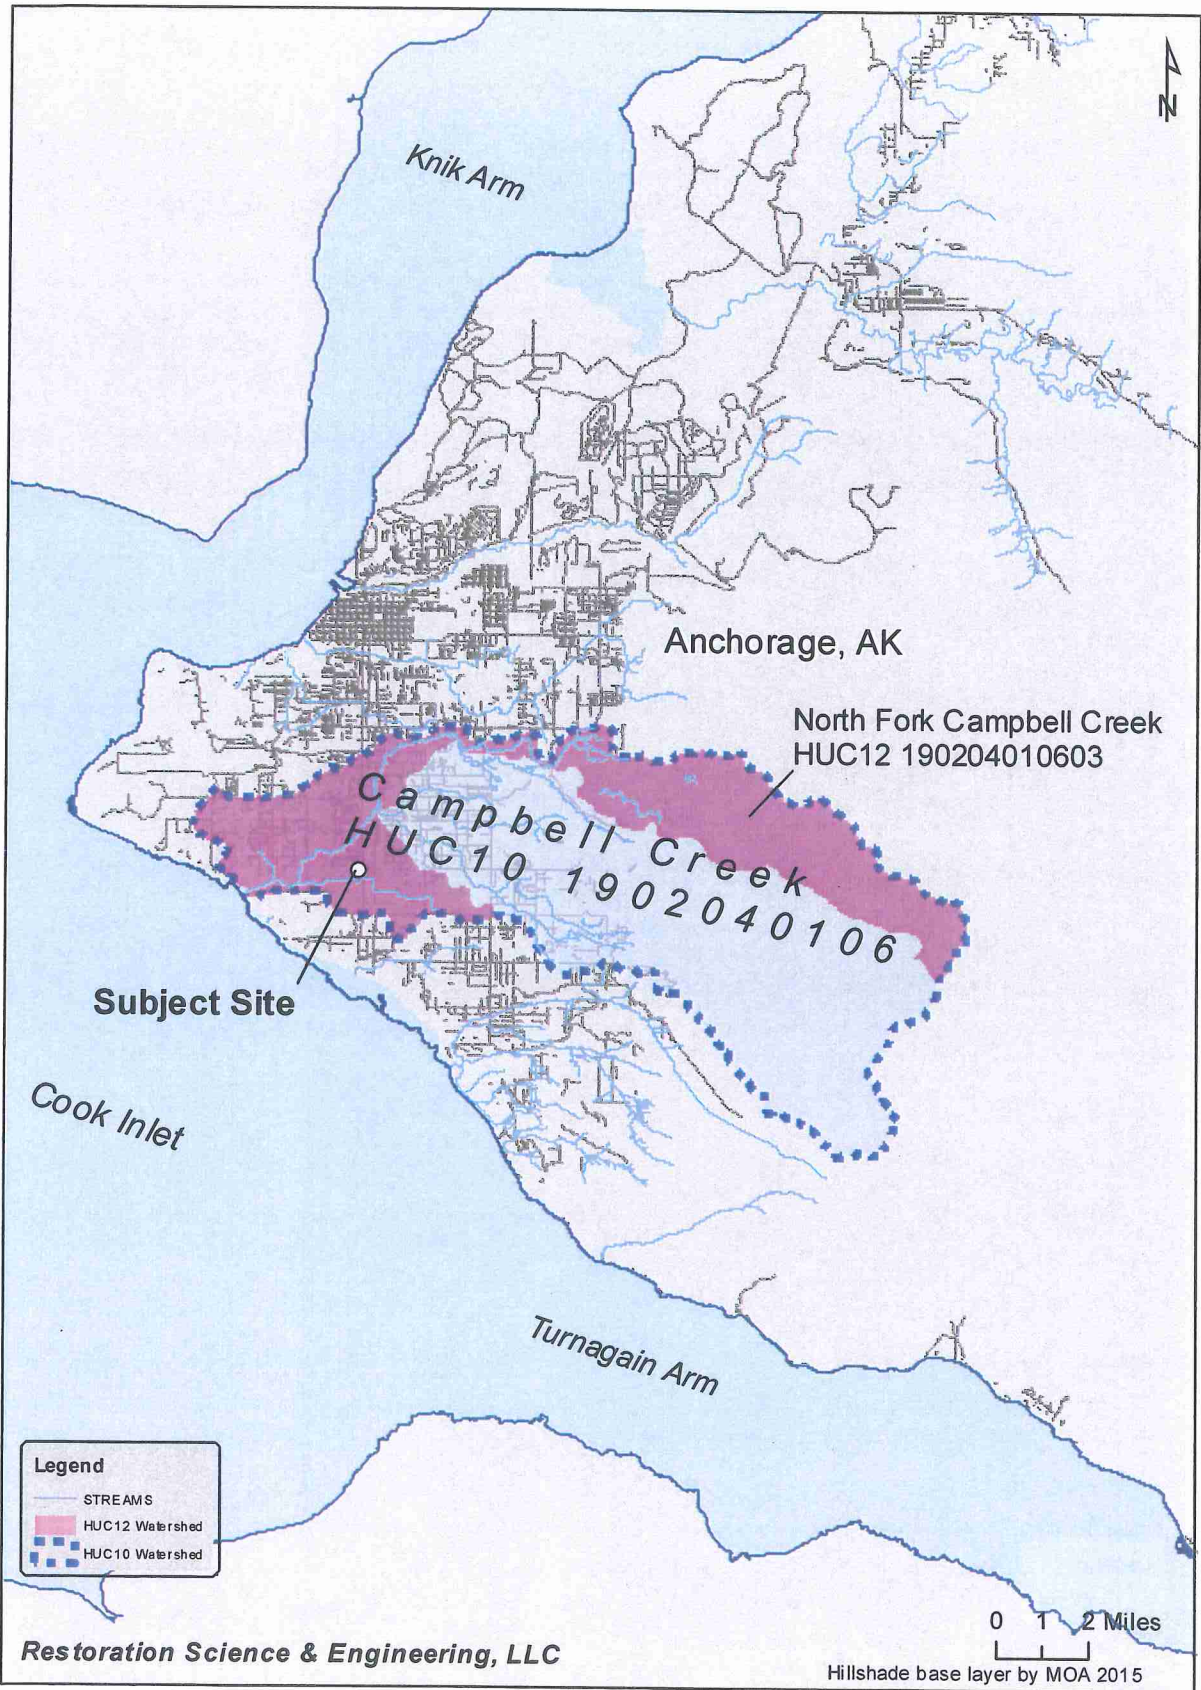 N
Knik Arm
Anchorage, AK
North Fork Campbell Creek
HUC12 190204010603
Campbell Creek
HUC10 1902040106
Subject Site
Cook Inlet
Turnagain Arm
Legend
STREAMS
HUC12 Watershed
HUC10 Watershed
0 1 2 Miles
Restoration Science & Engineering, LLC
Hillshade base layer by MOA 2015